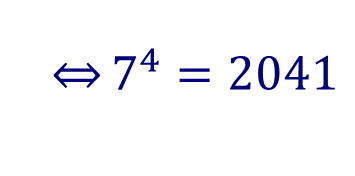 ⇔ 7⁴ = 2041